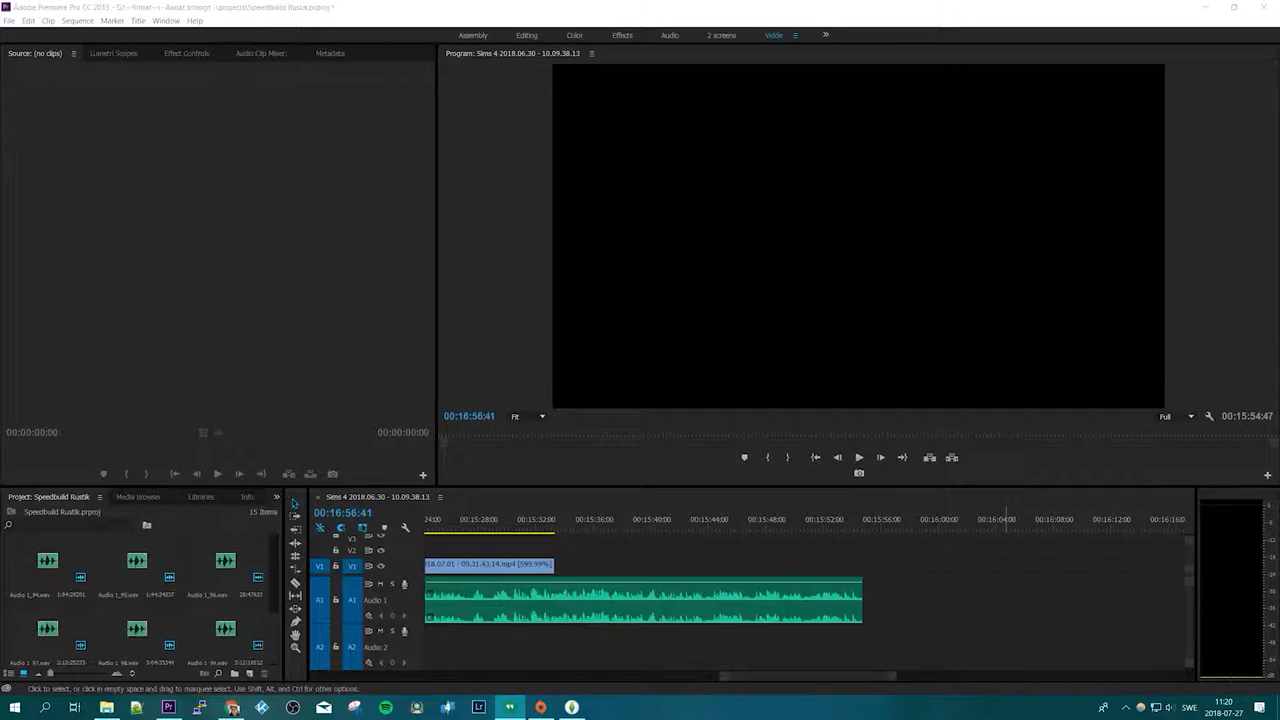 Adobe Premiere Pro CC 2015 -
projects\Speedbuild Rustik.prproj *
File Edit Clip Sequence Marker Title Window Help
Assembly Editing Color Effects Audio 2 screens
Source: (no clips) Lumetri Scopes Effect Controls Audio Clip Mixer: Metadata
Program: Sims 4 2018.06.30 - 10.09.38.13
00:16:56:41 Fit Full 00:15:54:47
00:00:00:00 00:00:00:00
Project: Speedbuild Rustik Media Browser Libraries Info
Speedbuild Rustik.prproj 15 Items
Audio 1_94.wav 1:04:29201 Audio 1_95.wav 1:44:24337 Audio 1_96.wav 28:47633
Audio 1_97.wav 2:13:25233 Audio 1_98.wav 3:04:35344 Audio 1_99.wav 3:12:10512
Sims 4 2018.06.30 - 10.09.38.13
00:16:56:41
24:00 00:15:28:00 00:15:32:00 00:15:36:00 00:15:40:00 00:15:44:00 00:15:48:00 00:15:52:00 00:15:56:00 00:16:00:00 00:16:04:00 00:16:08:00 00:16:12:00 00:16:16:0
V3
V2
V1 V1 18.07.01 - 09.31.43.14.mp4 [599.99%]
M S
A1 A1 Audio 1
M S
A2 A2 Audio 2
Click to select, or click in empty space and drag to marquee select. Use Shift, Alt, and Ctrl for other options.
SWE
11:20
2018-07-27